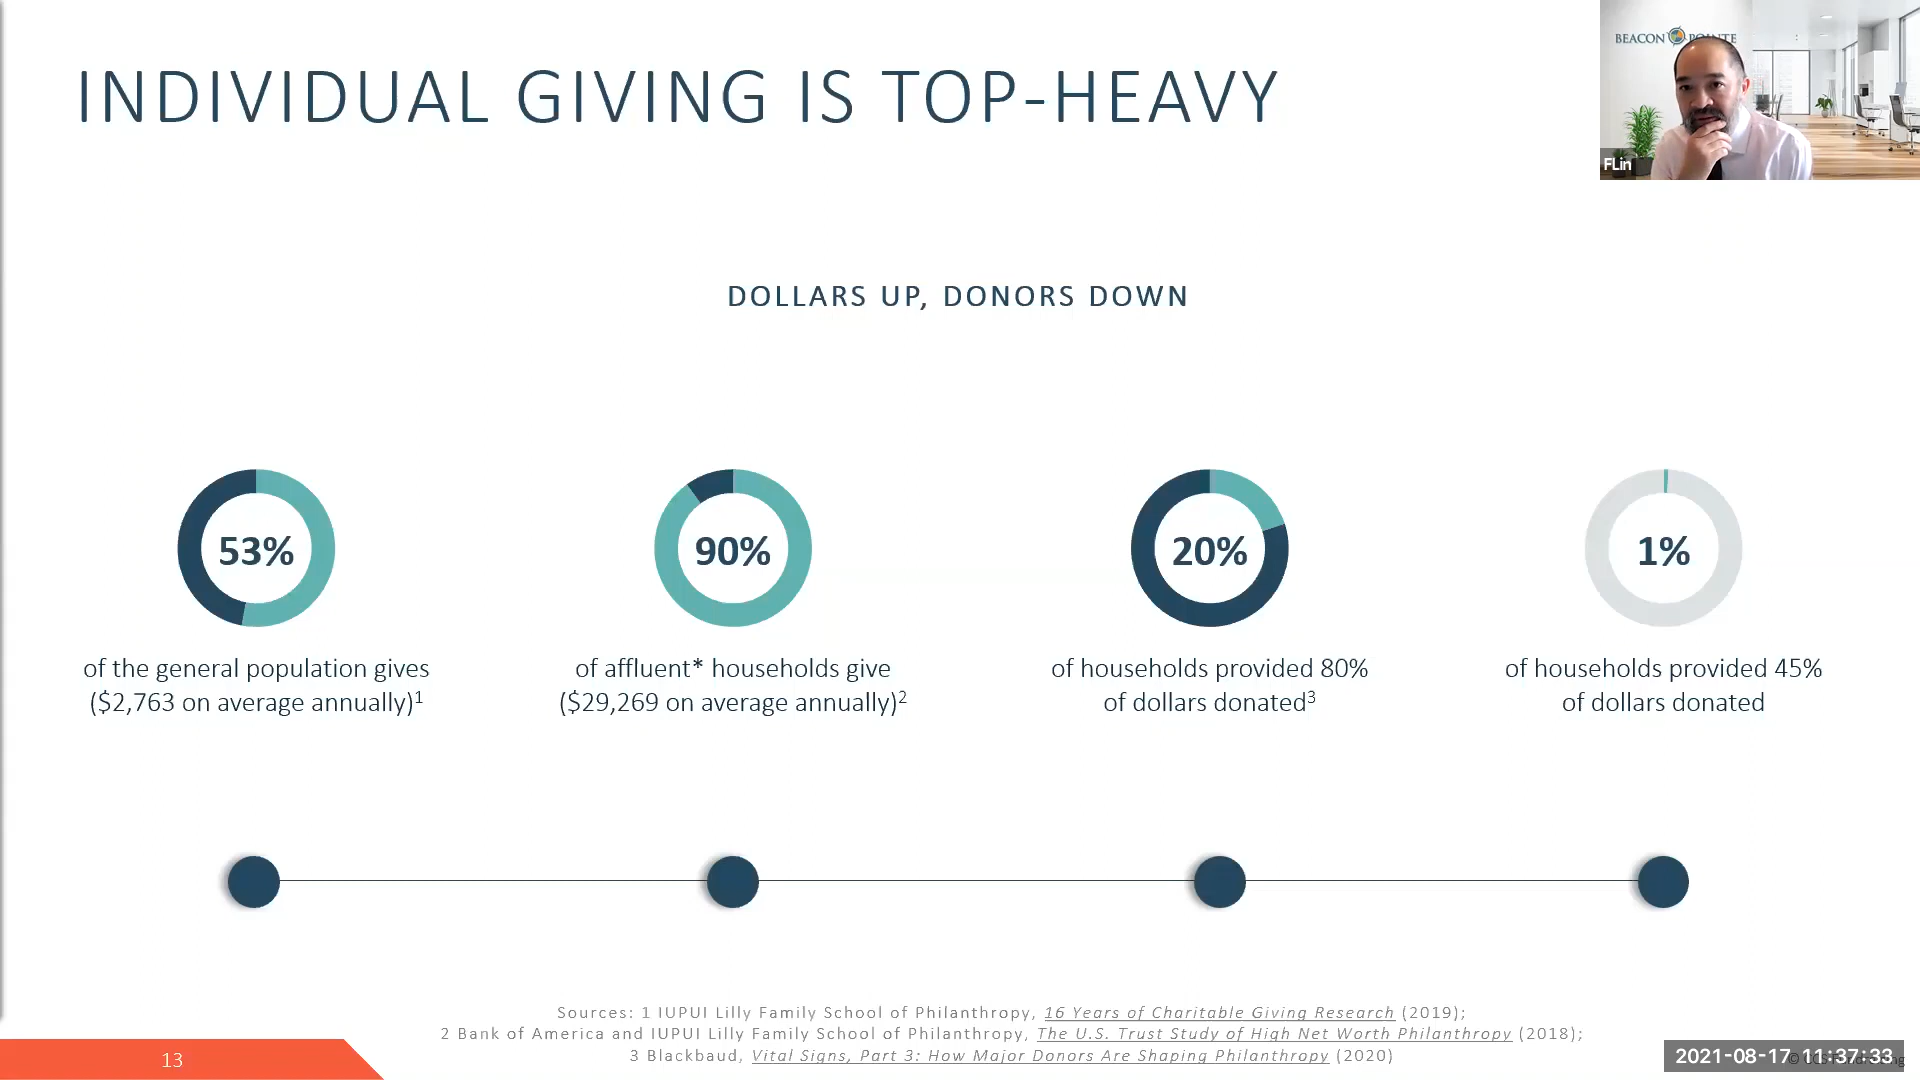 INDIVIDUAL GIVING IS TOP-HEAVY
BEACON POINTE
FLin
DOLLARS UP, DONORS DOWN
53%
of the general population gives
($2,763 on average annually)1
90%
of affluent* households give
($29,269 on average annually)2
20%
of households provided 80%
of dollars donated3
1%
of households provided 45%
of dollars donated
Sources: 1 IUPUI Lilly Family School of Philanthropy, 16 Years of Charitable Giving Research (2019);
2 Bank of America and IUPUI Lilly Family School of Philanthropy, The U.S. Trust Study of High Net Worth Philanthropy (2018);
3 Blackbaud, Vital Signs, Part 3: How Major Donors Are Shaping Philanthropy (2020)
13
2021-08-17 11:37:33